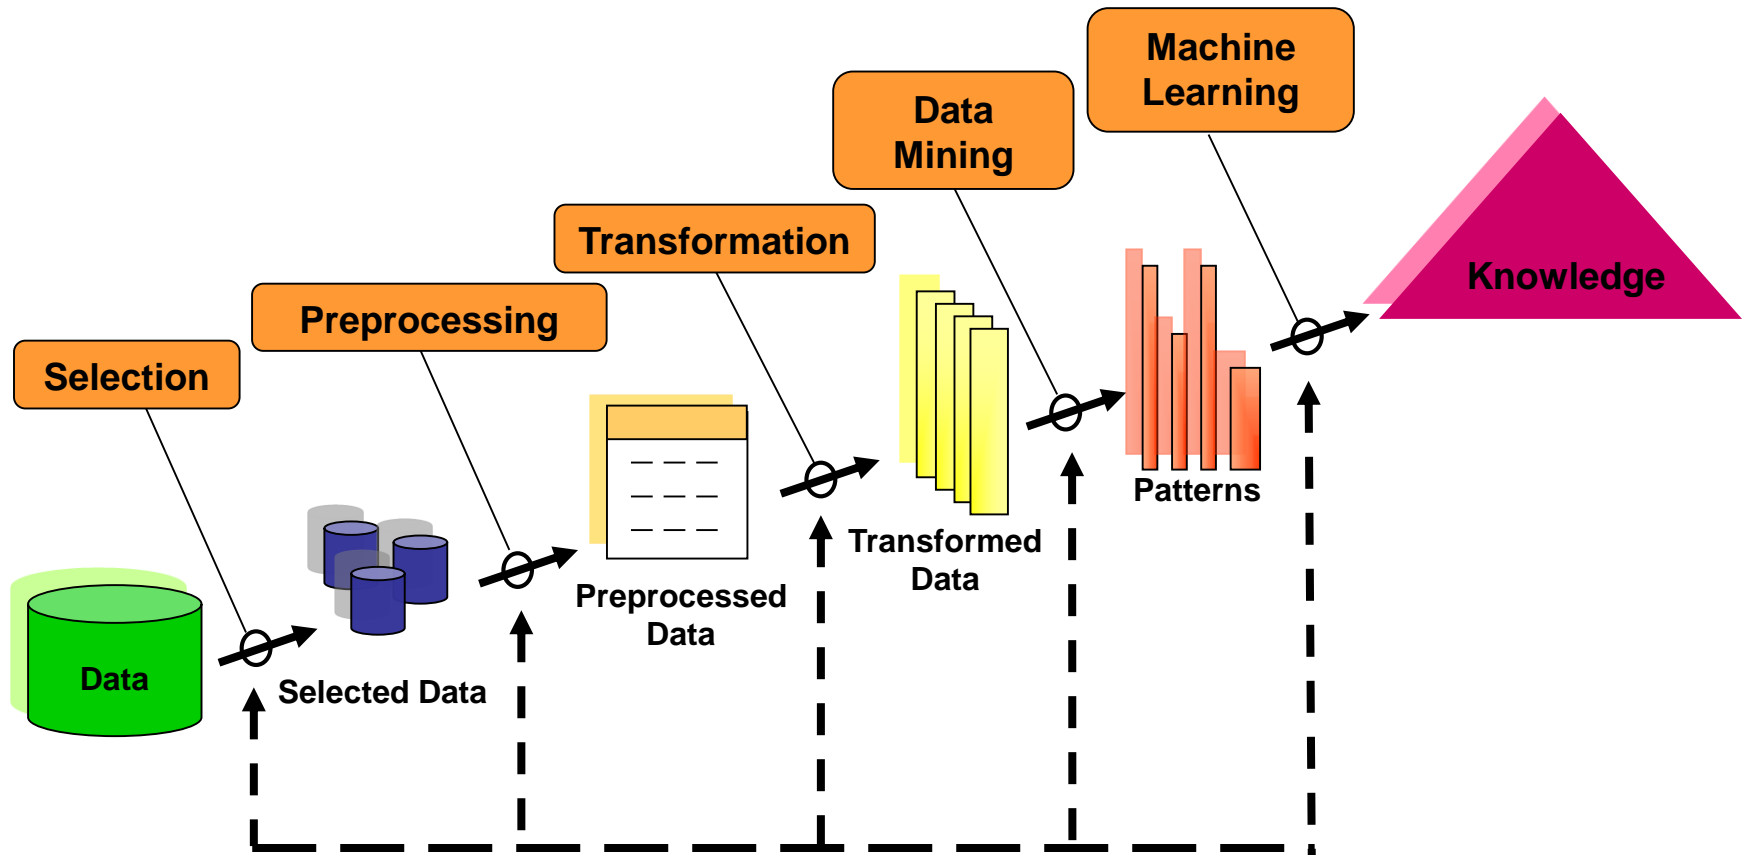 Machine
Learning
Data
Mining
Transformation
Preprocessing
Selection
Knowledge
Patterns
Transformed
Data
Preprocessed
Data
Selected Data
Data